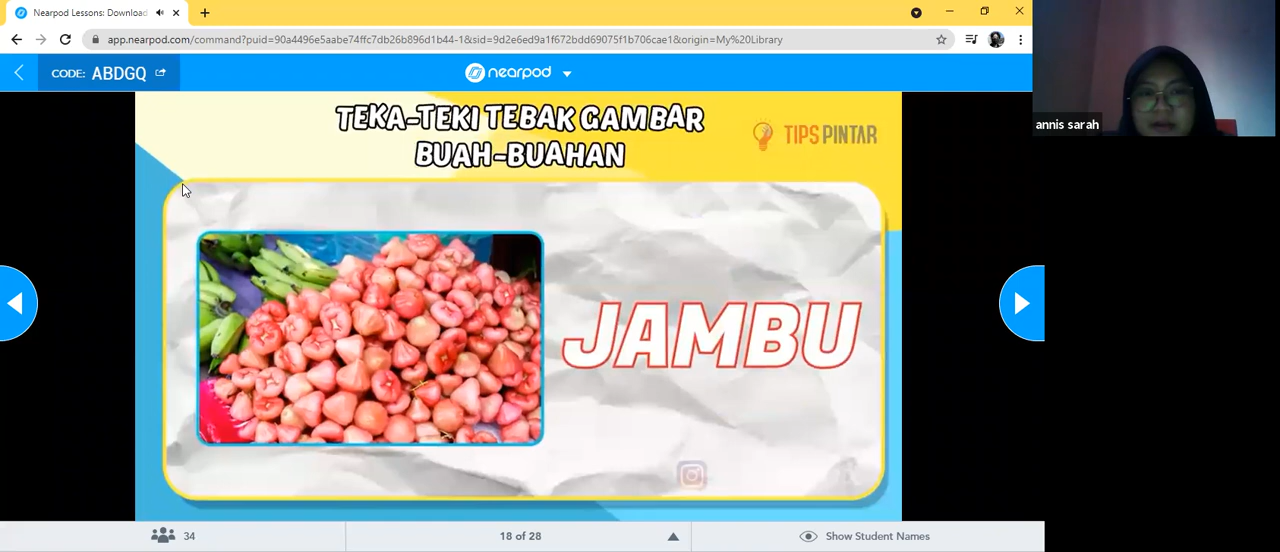 Nearpod Lessons: Download
app.nearpod.com/command?puid=90a4496e5aabe74ffc7db26b896d1b44-1&sid=9d2e6ed9a1f672bdd69075f1b706cae1&origin=My%20Library
CODE: ABDGQ
nearpod
annis sarah
TEKA-TEKI TEBAK GAMBAR
BUAH-BUAHAN
TIPS PINTAR
JAMBU
34
18 of 28
Show Student Names